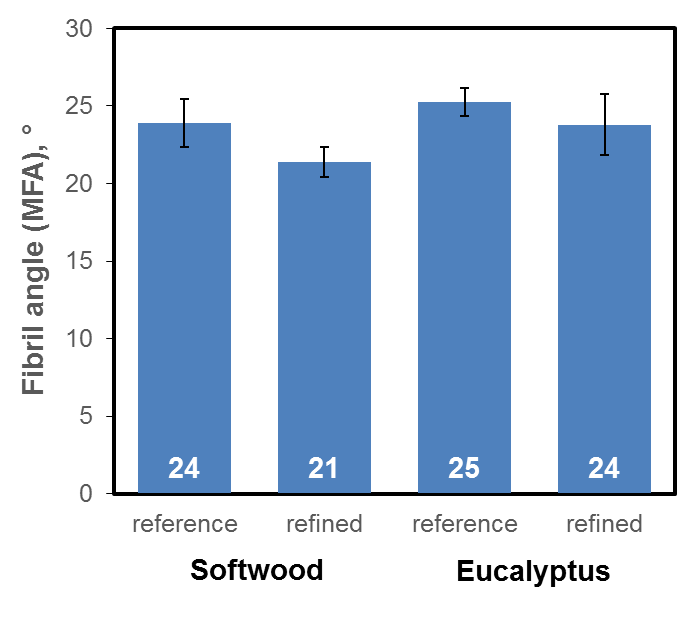 Fibril angle (MFA), °
30
25
20
15
10
5
0
24 21 25 24
reference refined reference refined
Softwood Eucalyptus